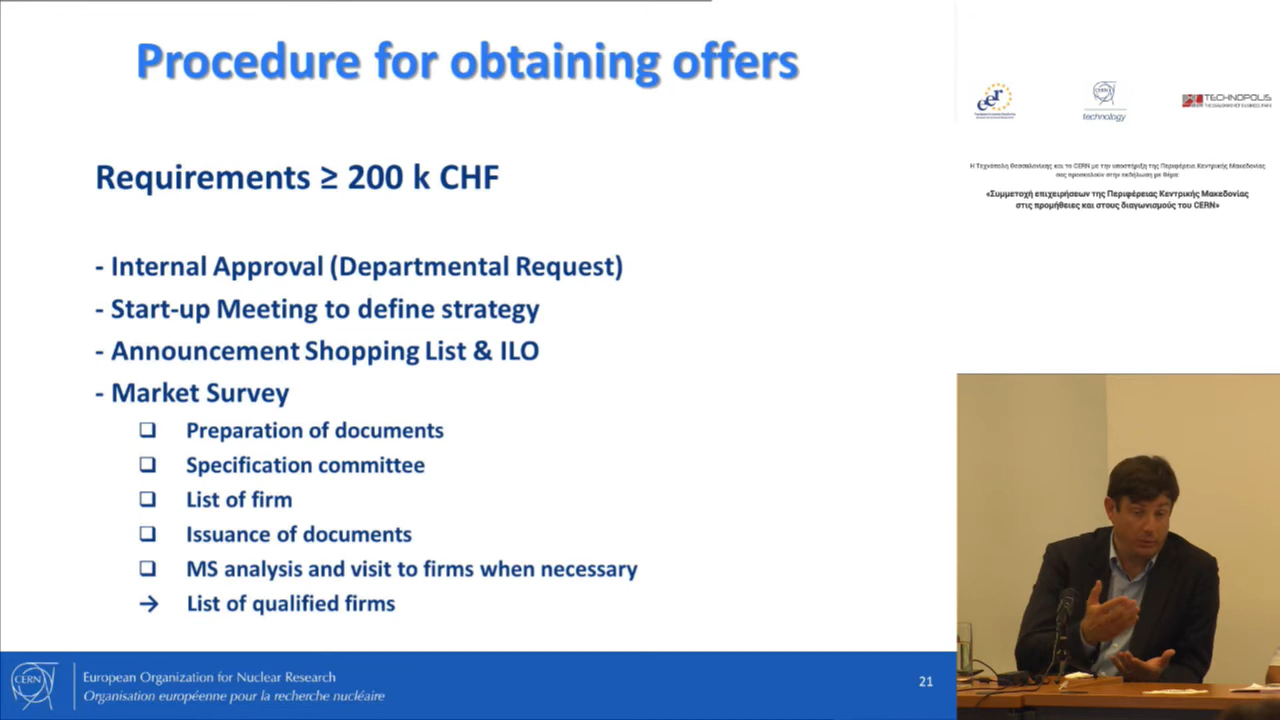 Procedure for obtaining offers
Requirements ≥ 200 k CHF
- Internal Approval (Departmental Request)
- Start-up Meeting to define strategy
- Announcement Shopping List & ILO
- Market Survey
❑ Preparation of documents
❑ Specification committee
❑ List of firm
❑ Issuance of documents
❑ MS analysis and visit to firms when necessary
→ List of qualified firms
CERN
European Organization for Nuclear Research
Organisation européenne pour la recherche nucléaire
21
eer
CERN
technology
TECHNOPOLIS
Η Τεχνόπολη Θεσσαλονίκης και το CERN με την υποστήριξη της Περιφέρεια Κεντρικής Μακεδονίας
σας προσκαλούν στην εκδήλωση με θέμα:
«Συμμετοχή επιχειρήσεων της Περιφέρειας Κεντρικής Μακεδονίας
στις προμήθειες και στους διαγωνισμούς του CERN»